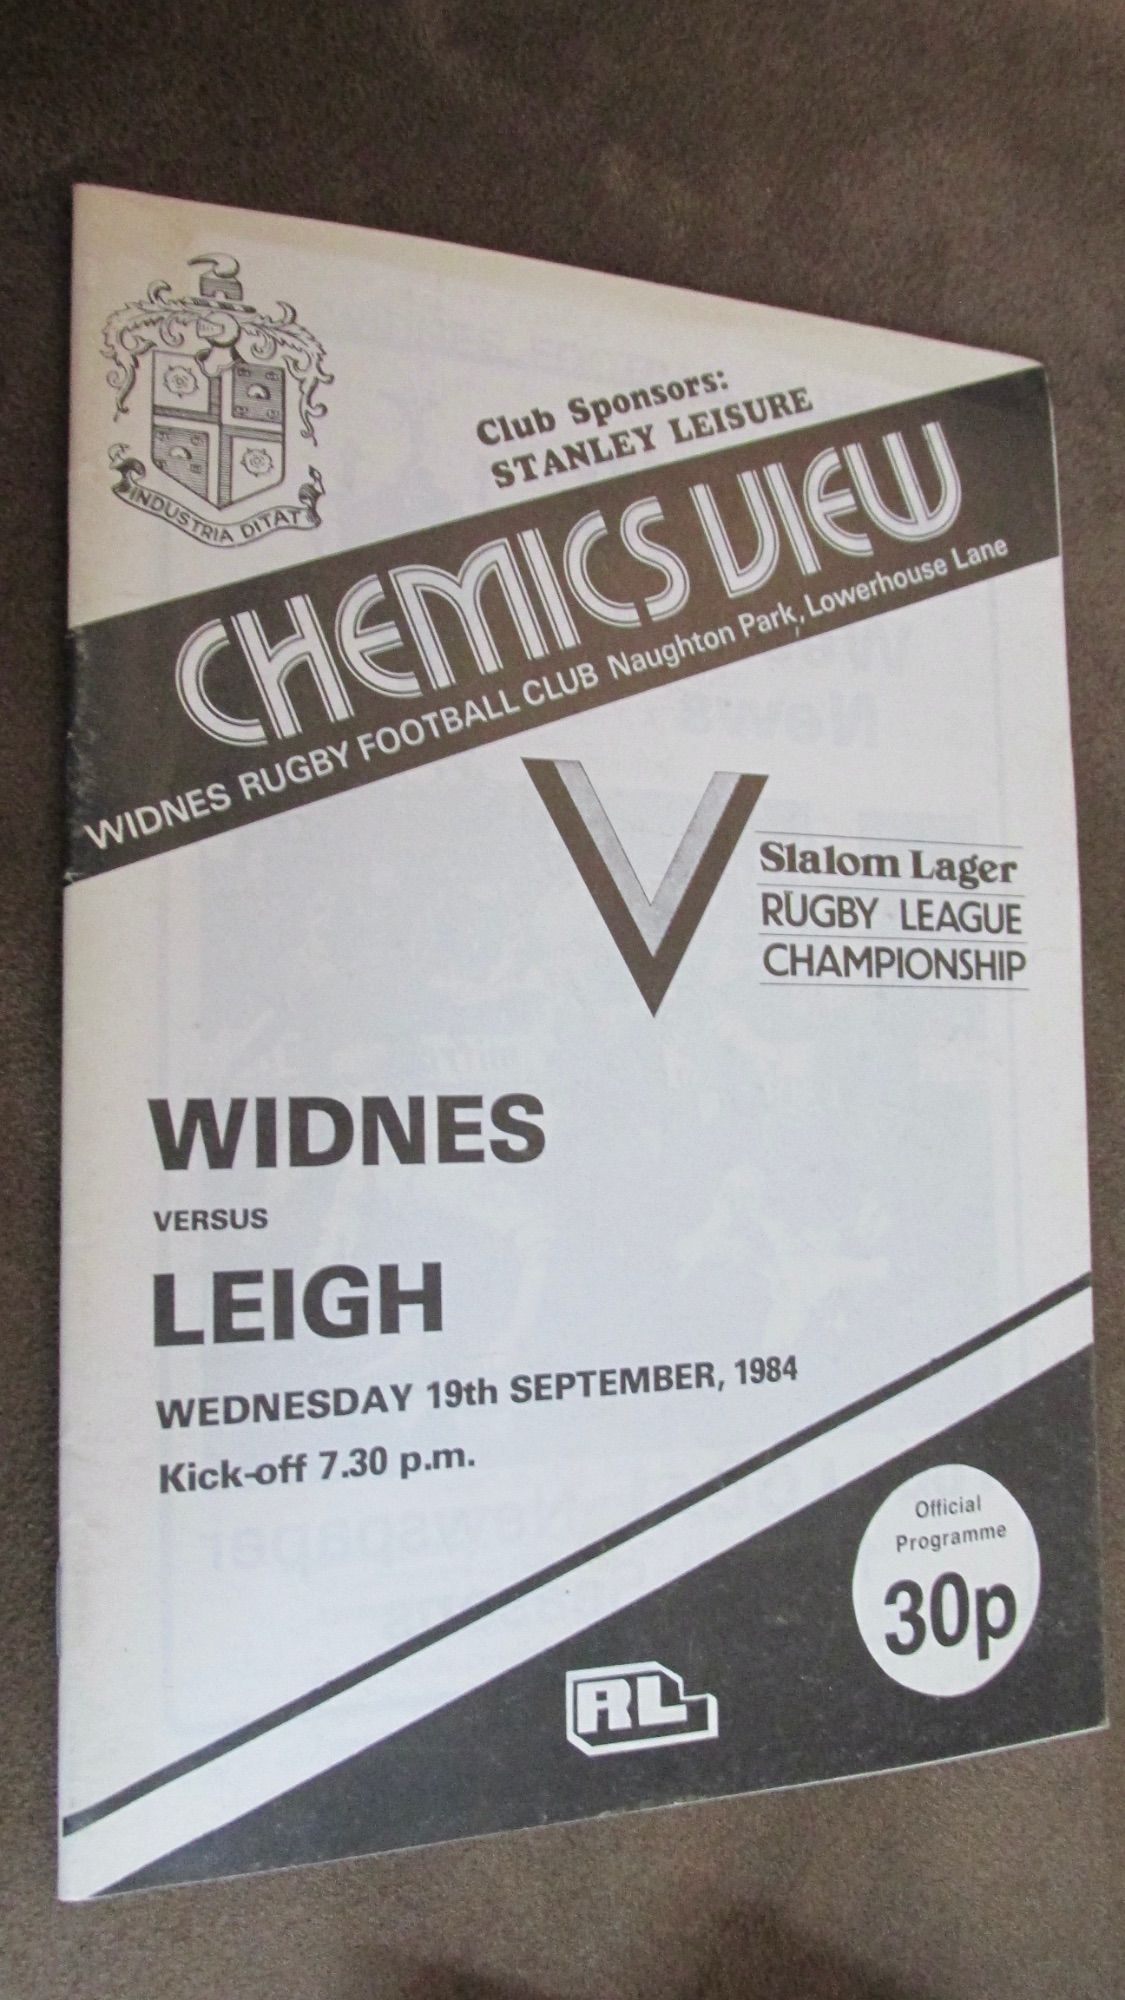 INDUSTRIA DITAT
Club Sponsors:
STANLEY LEISURE
CHEMICS VIEW
WIDNES RUGBY FOOTBALL CLUB Naughton Park, Lowerhouse Lane
Slalom Lager
RUGBY LEAGUE
CHAMPIONSHIP
WIDNES
VERSUS
LEIGH
WEDNESDAY 19th SEPTEMBER, 1984
Kick-off 7.30 p.m.
Official
Programme
30p
RL